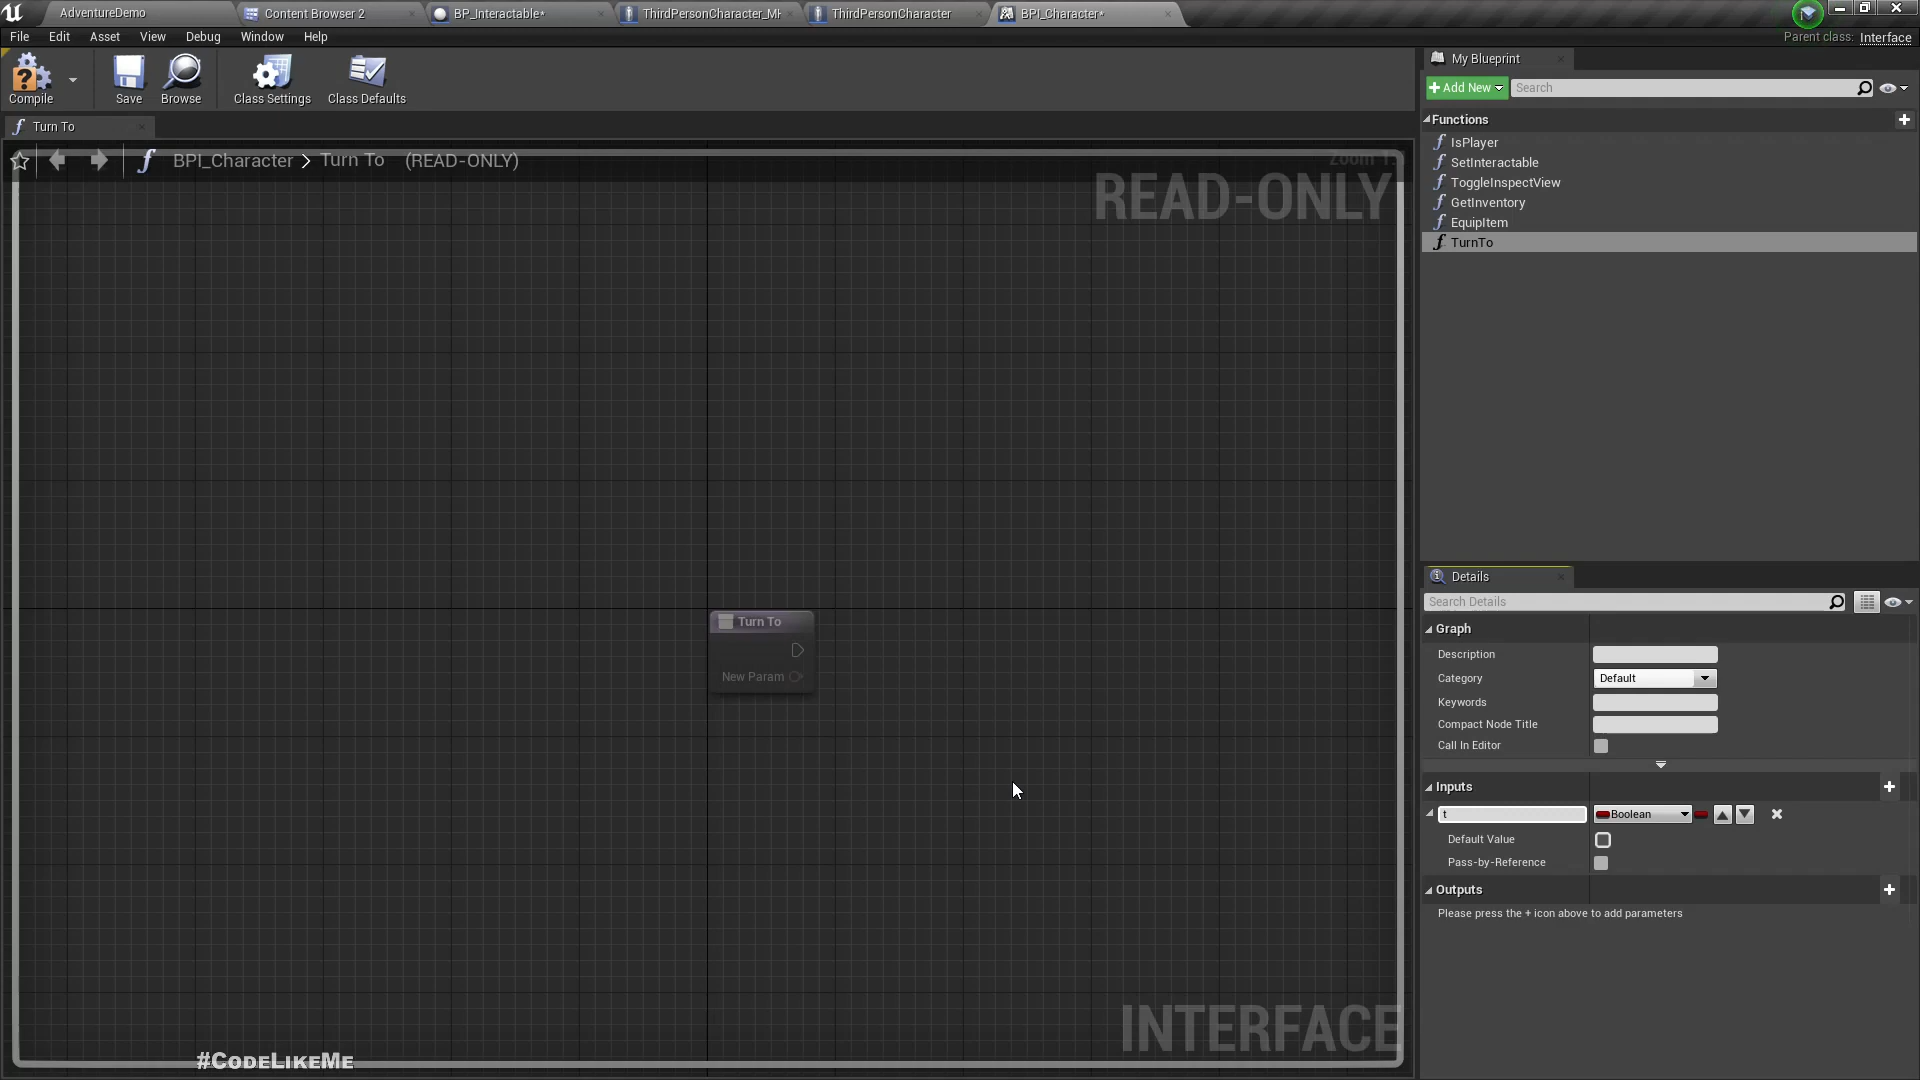 AdventureDemo
Content Browser 2
BP_Interactable*
ThirdPersonCharacter_MH
ThirdPersonCharacter
BPI_Character*
File Edit Asset View Window Debug Help
Parent class: Interface
Compile
Save
Browse
Class Settings
Class Defaults
My Blueprint
Add New
Search
Turn To
BPI_Character > Turn To (READ-ONLY)
READ-ONLY
Functions
IsPlayer
SetInteractable
ToggleInspectView
GetInventory
EquipItem
TurnTo
Turn To
New Param
Details
Search Details
Graph
Description
Category Default
Keywords
Compact Node Title
Call In Editor
Inputs
t Boolean
Default Value
Pass-by-Reference
Outputs
Please press the + icon above to add parameters
INTERFACE
#CodeLikeMe